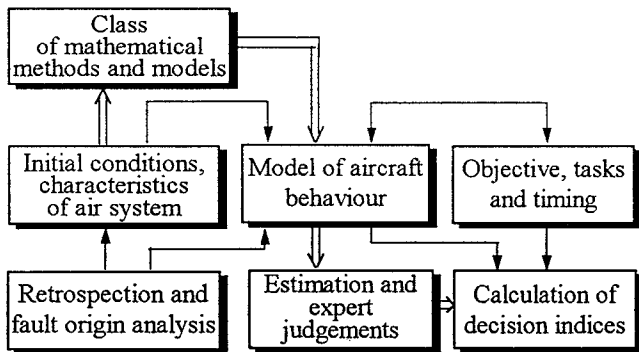 Class
of mathematical
methods and models
Initial conditions,
characteristics
of air system
Model of aircraft
behaviour
Objective, tasks
and timing
Retrospection and
fault origin analysis
Estimation and
expert
judgements
Calculation of
decision indices